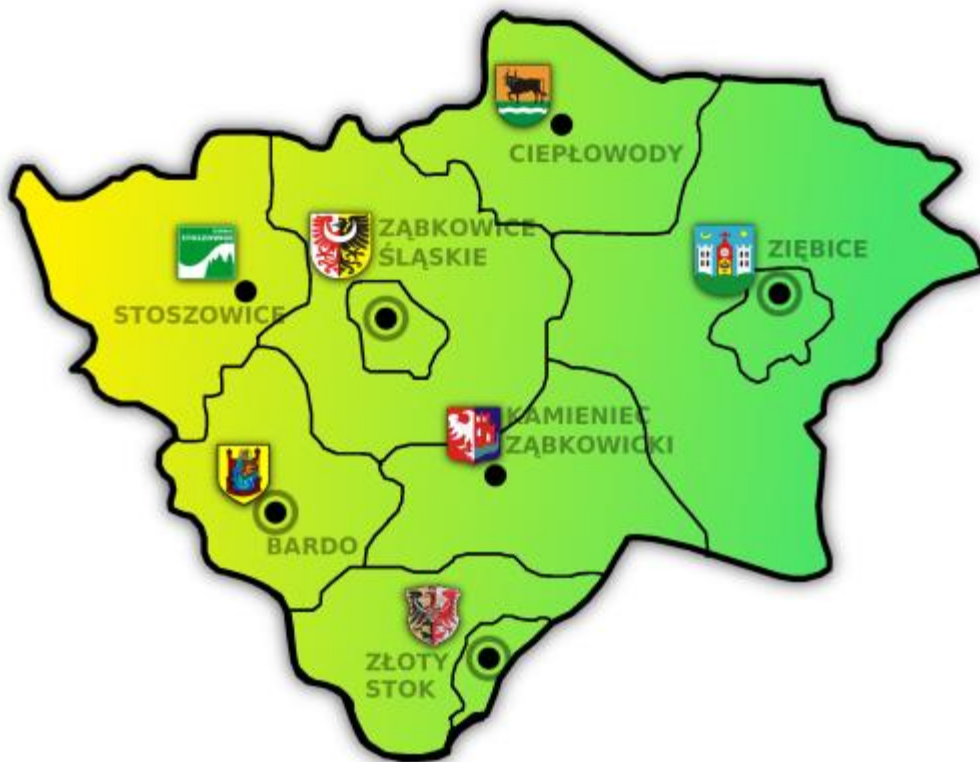 CIEPŁOWODY
ZĄBKOWICE
ŚLĄSKIE
ZIĘBICE
STOSZOWICE
KAMIENIEC
ZĄBKOWICKI
BARDO
ZŁOTY
STOK